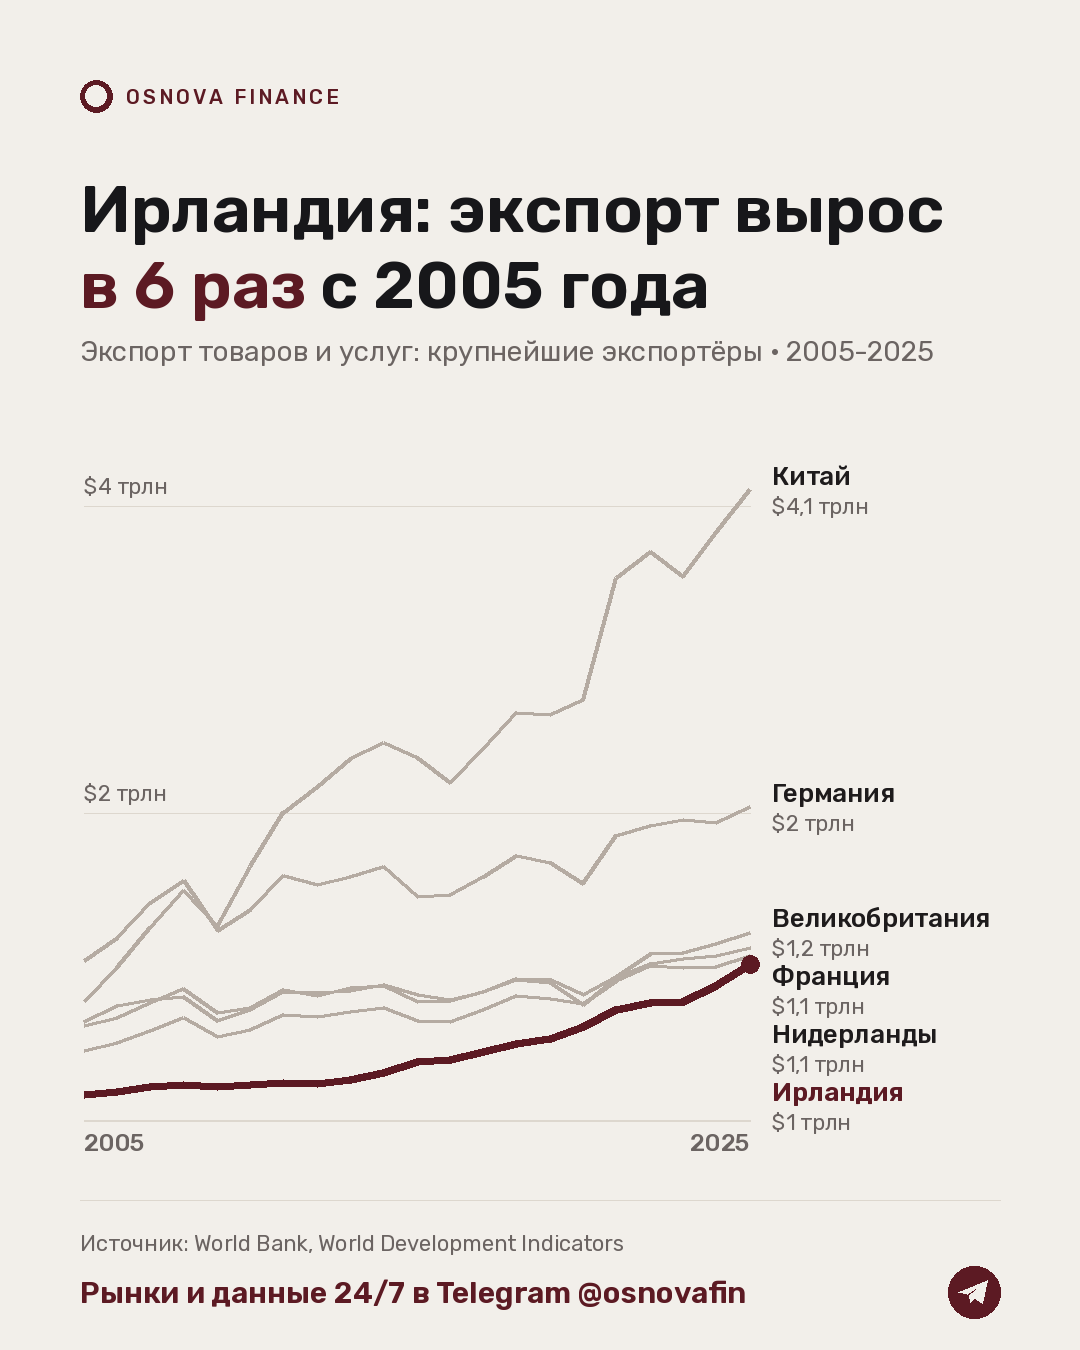 OSNOVA FINANCE
Ирландия: экспорт вырос
в 6 раз с 2005 года
Экспорт товаров и услуг: крупнейшие экспортёры • 2005-2025
$4 трлн
Китай
$4,1 трлн
$2 трлн
Германия
$2 трлн
Великобритания
$1,2 трлн
Франция
$1,1 трлн
Нидерланды
$1,1 трлн
Ирландия
$1 трлн
2005
2025
Источник: World Bank, World Development Indicators
Рынки и данные 24/7 в Telegram @osnovafin